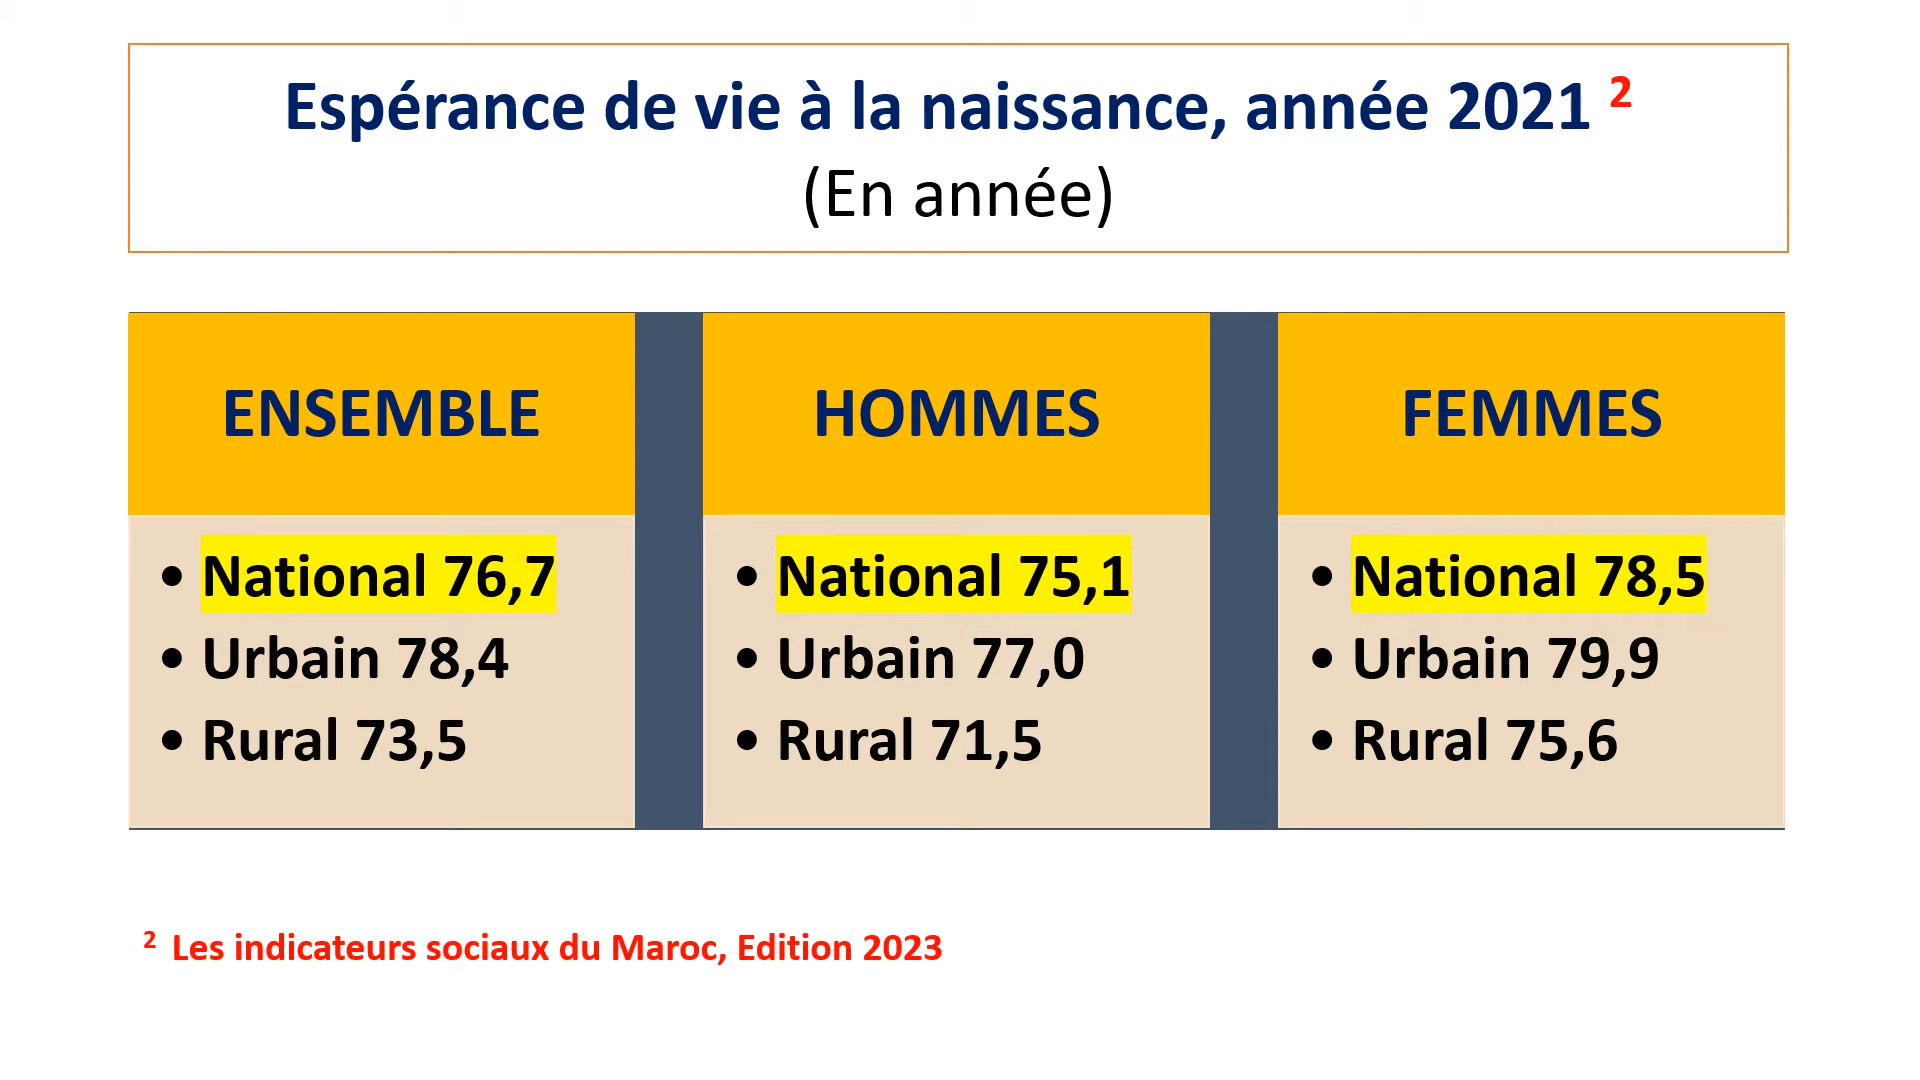 Espérance de vie à la naissance, année 2021 ²
(En année)
ENSEMBLE
• National 76,7
• Urbain 78,4
• Rural 73,5
HOMMES
• National 75,1
• Urbain 77,0
• Rural 71,5
FEMMES
• National 78,5
• Urbain 79,9
• Rural 75,6
² Les indicateurs sociaux du Maroc, Edition 2023